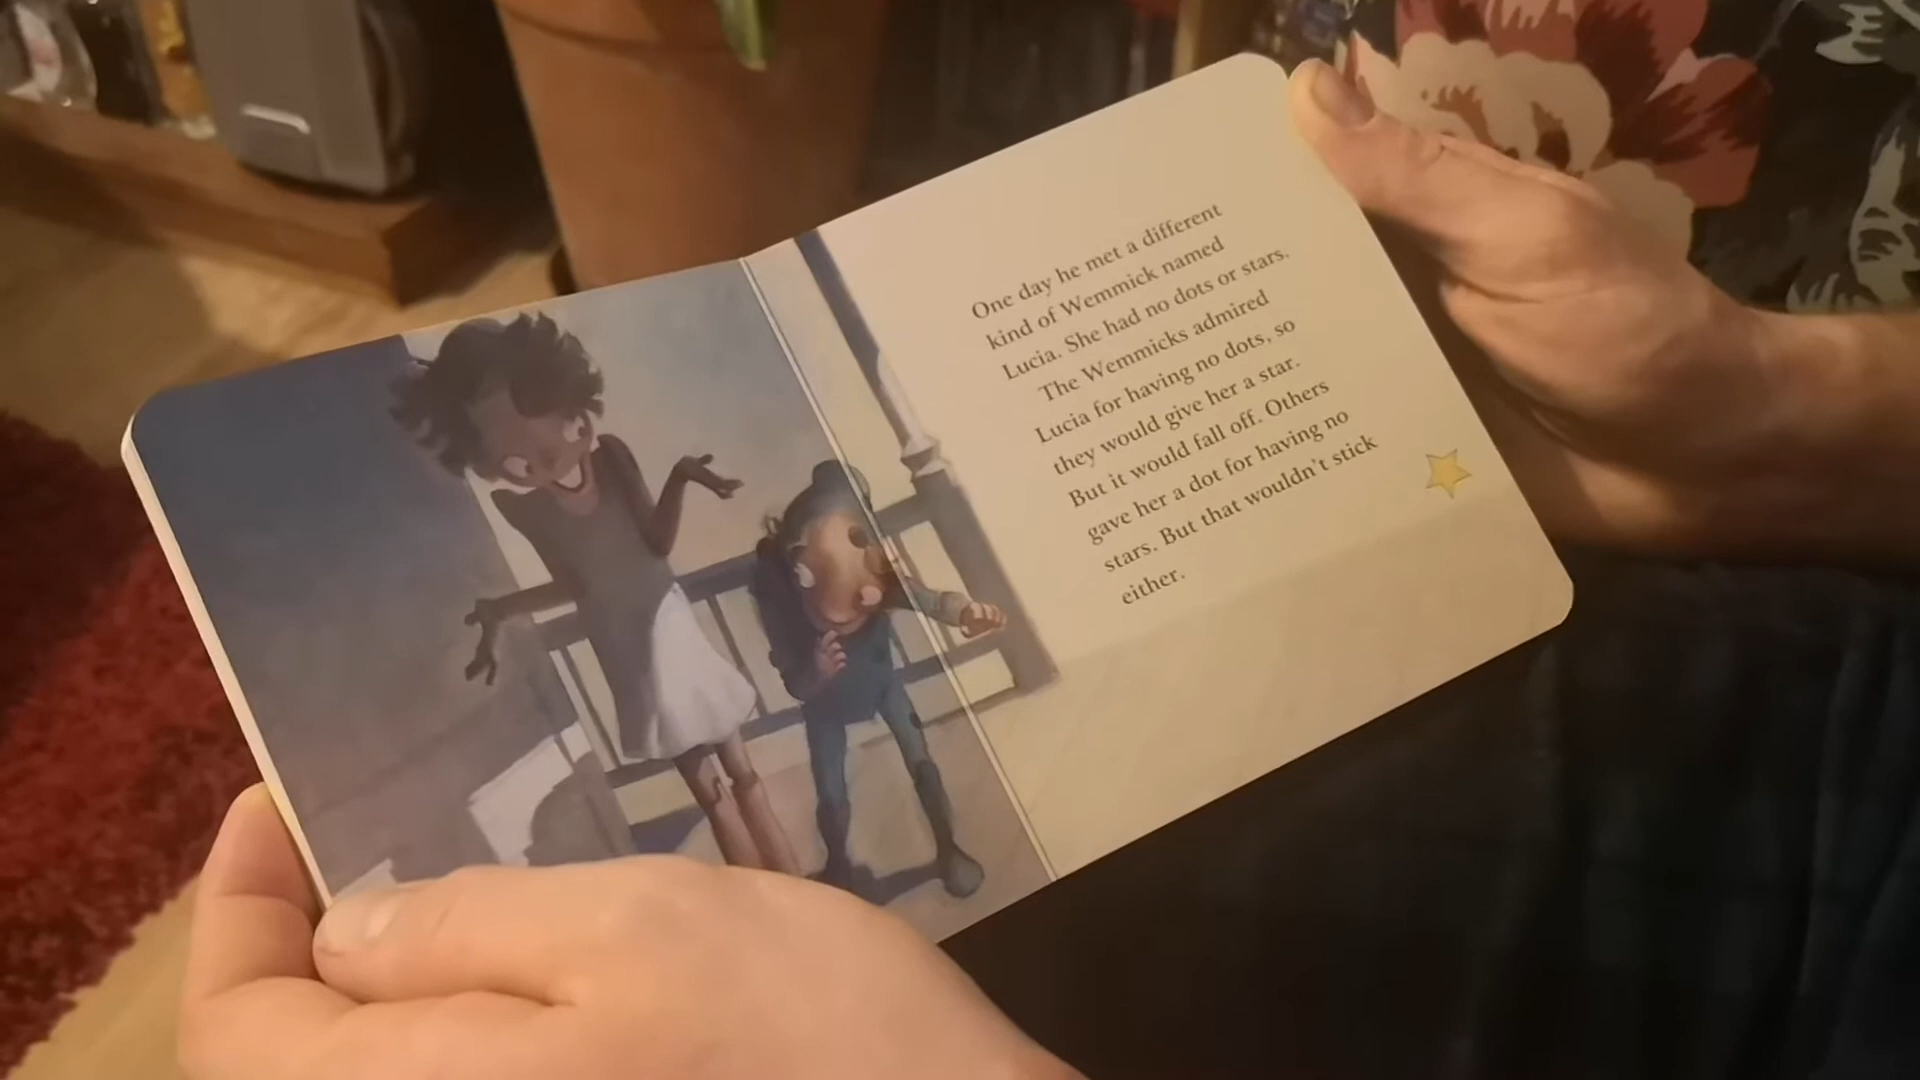 One day he met a different
kind of Wemmick named
Lucia. She had no dots or stars.
The Wemmicks admired
Lucia for having no dots, so
they would give her a star.
But it would fall off. Others
gave her a dot for having no
stars. But that wouldn't stick
either.